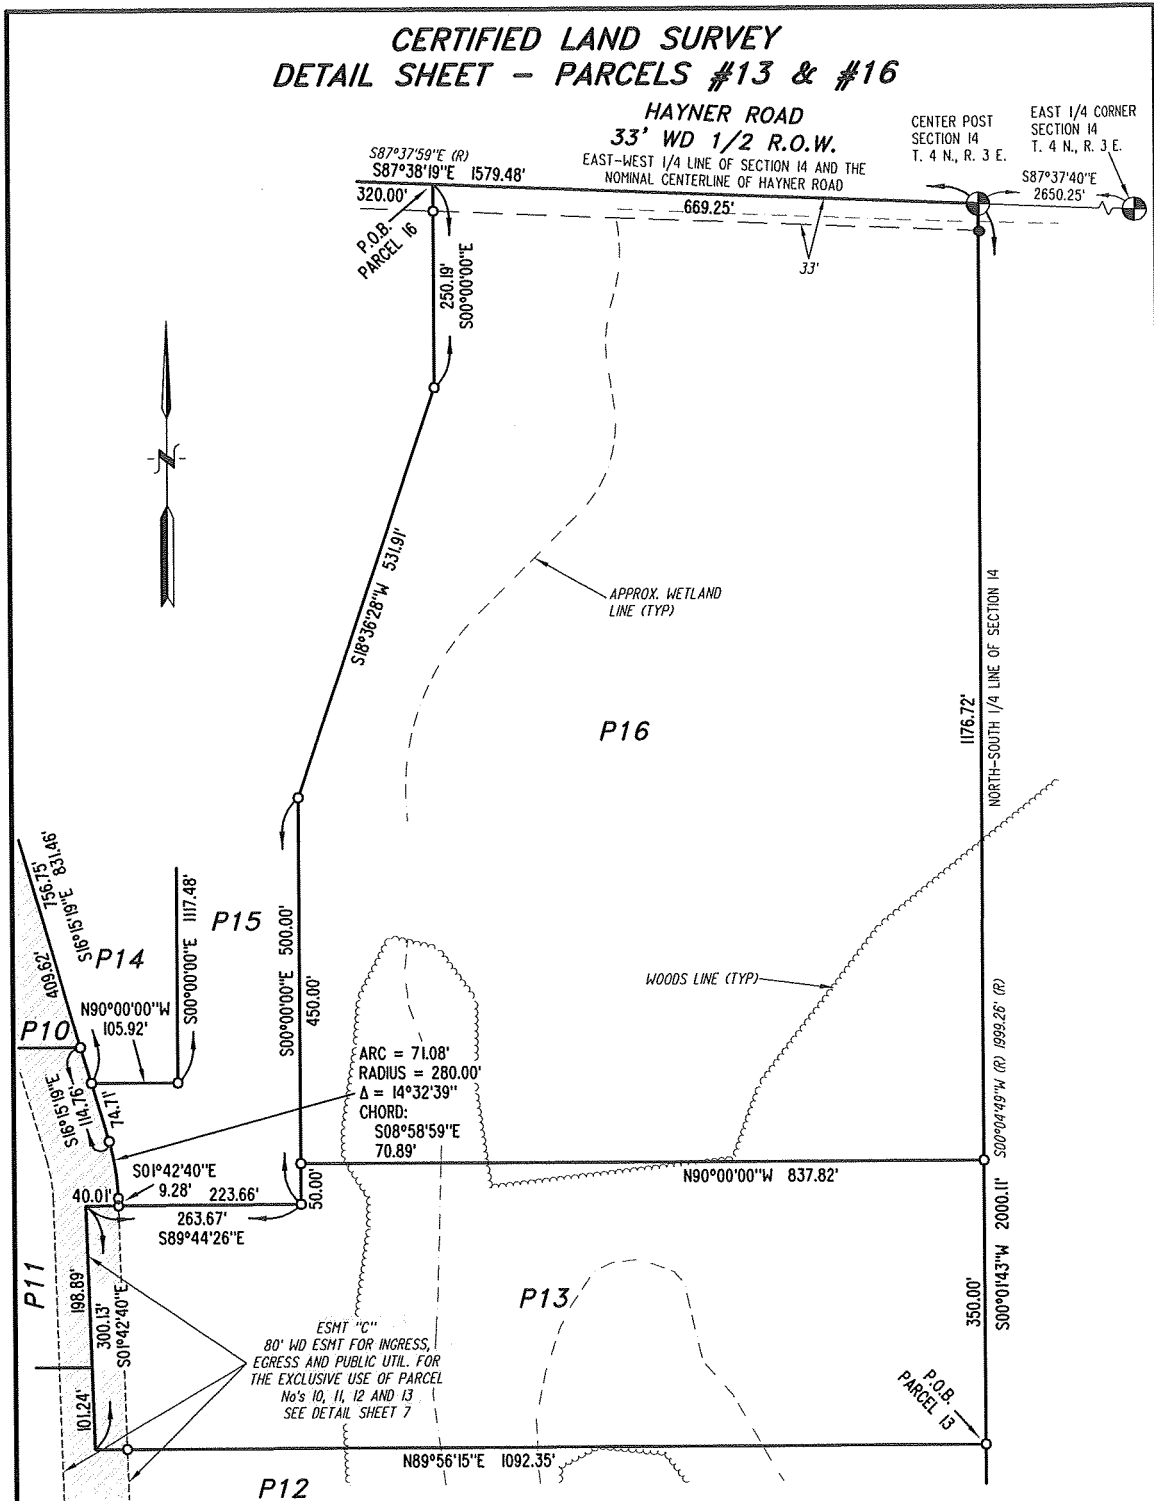 CERTIFIED LAND SURVEY
DETAIL SHEET - PARCELS #13 & #16
HAYNER ROAD
33' WD 1/2 R.O.W.
EAST-WEST 1/4 LINE OF SECTION 14 AND THE
NOMINAL CENTERLINE OF HAYNER ROAD
CENTER POST
SECTION 14
T. 4 N., R. 3 E.
EAST 1/4 CORNER
SECTION 14
T. 4 N., R. 3 E.
S87°37'59"E (R)
S87°38'19"E 1579.48'
S87°37'40"E
2650.25'
320.00'
669.25'
P.O.B.
PARCEL 16
33'
250.19'
S00°00'00"E
N
S18°36'28"W 531.91'
APPROX. WETLAND
LINE (TYP)
NORTH-SOUTH 1/4 LINE OF SECTION 14
1176.72'
P16
756.75'
S16°15'19"E 831.46'
409.62'
P14
P15
S00°00'00"E 1117.48'
S00°00'00"E 500.00'
450.00'
WOODS LINE (TYP)
N90°00'00"W
105.92'
P10
S00°04'49"W (R) 1999.26' (R)
ARC = 71.08'
RADIUS = 280.00'
Δ = 14°32'39"
CHORD:
S08°58'59"E
70.89'
S16°15'19"E
114.76'
74.71'
S01°42'40"E
9.28'
N90°00'00"W 837.82'
40.01'
223.66'
50.00'
263.67'
S89°44'26"E
P11
198.89'
300.13'
S01°42'40"E
P13
350.00'
S00°01'43"W 2000.11'
ESMT "C"
80' WD ESMT FOR INGRESS,
EGRESS AND PUBLIC UTIL. FOR
THE EXCLUSIVE USE OF PARCEL
No's 10, 11, 12 AND 13
SEE DETAIL SHEET 7
P.O.B.
PARCEL 13
101.24'
N89°56'15"E 1092.35'
P12